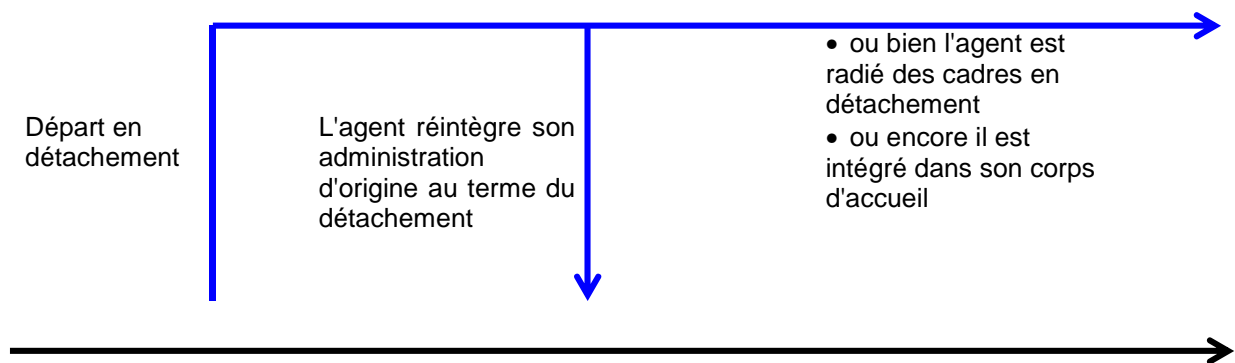 Départ en
détachement
L'agent réintègre son
administration
d'origine au terme du
détachement
• ou bien l'agent est
radié des cadres en
détachement
• ou encore il est
intégré dans son corps
d'accueil